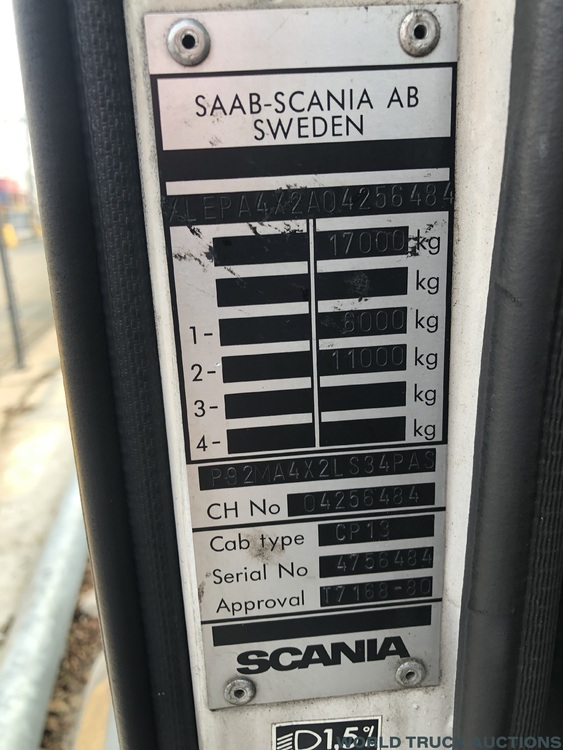 SAAB-SCANIA AB
SWEDEN
XLEPA4X2A04256484
17000 kg
kg
1- 6000 kg
2- 11000 kg
3- kg
4- kg
P92MA4X2LS34PAS
CH No 04256484
Cab type CP13
Serial No 4756484
Approval T7168-80
SCANIA
1,5%
WORLD TRUCK AUCTIONS